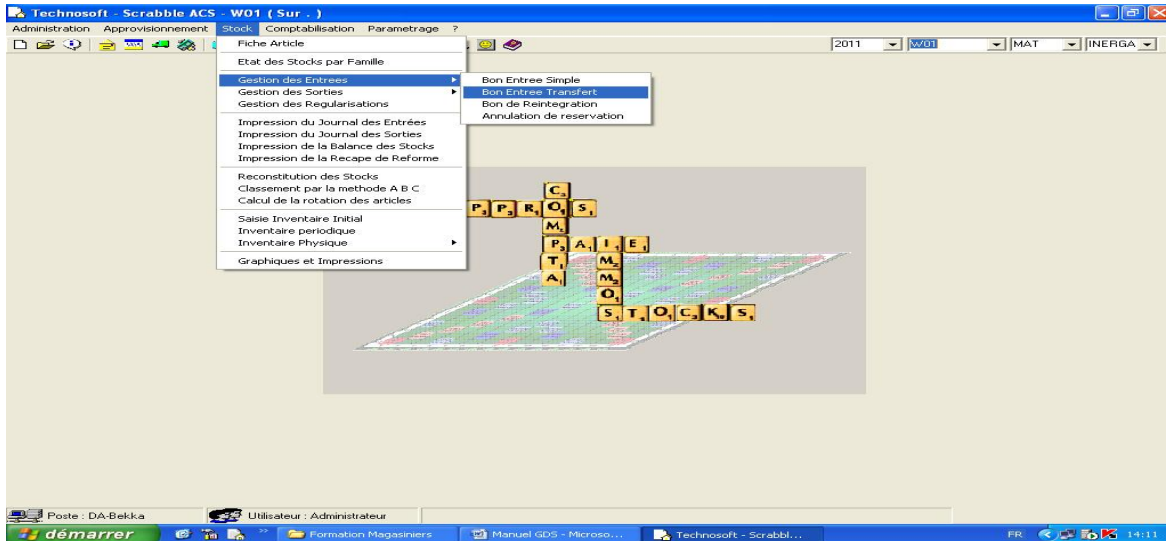 Technosoft - Scrabble ACS - W01 ( Sur . )
Administration Approvisionnement Stock Comptabilisation Parametrage ?
2011 W01 MAT INERGA
Fiche Article
Etat des Stocks par Famille
Gestion des Entrees
Gestion des Sorties
Gestion des Regularisations
Impression du Journal des Entrées
Impression du Journal des Sorties
Impression de la Balance des Stocks
Impression de la Recape de Reforme
Reconstitution des Stocks
Classement par la methode A B C
Calcul de la rotation des articles
Saisie Inventaire Initial
Inventaire periodique
Inventaire Physique
Graphiques et Impressions
Bon Entree Simple
Bon Entree Transfert
Bon de Reintegration
Annulation de reservation
PPROS
COMPTA
PAIE
IMMOS
STOCKS
Poste : DA-Bekka Utilisateur : Administrateur
démarrer Formation Magasiniers Manuel GDS - Microso... Technosoft - Scrabbl... FR 14:11